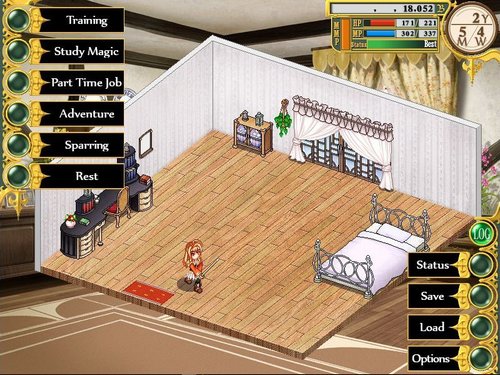 . . 18.052
2Y
HP 171/ 221
MP 302/ 337
Status Best
5 4
M W
Training
Study Magic
Part Time Job
Adventure
Sparring
Rest
LOG
Status
Save
Load
Options